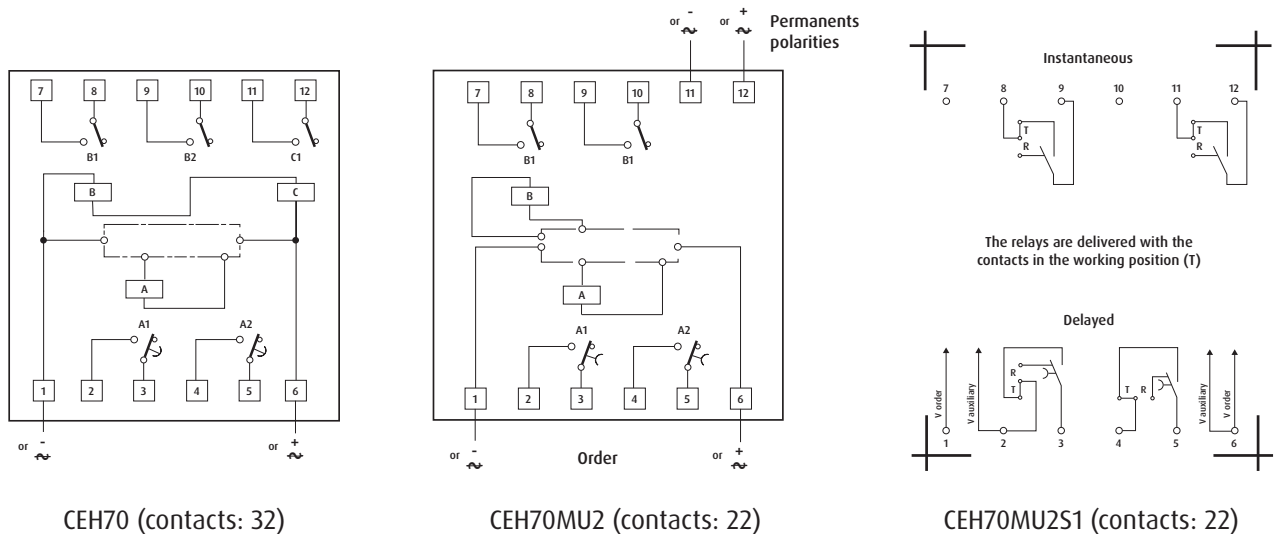 or - ∼
or + ∼
Permanents
polarities
7 8 9 10 11 12
B1 B2 C1
B C
A
A1 A2
1 2 3 4 5 6
or - ∼
or + ∼
CEH70 (contacts: 32)
7 8 9 10 11 12
B1 B1
B
A
A1 A2
1 2 3 4 5 6
or - ∼
Order
or + ∼
CEH70MU2 (contacts: 22)
Instantaneous
7 8 9 10 11 12
T T
R R
The relays are delivered with the
contacts in the working position (T)
Delayed
R
T
T R
V order
V auxiliary
V auxiliary
V order
1 2 3 4 5 6
CEH70MU2S1 (contacts: 22)